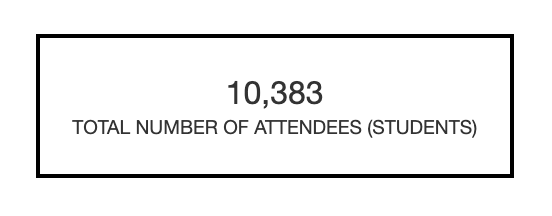 10,383
TOTAL NUMBER OF ATTENDEES (STUDENTS)